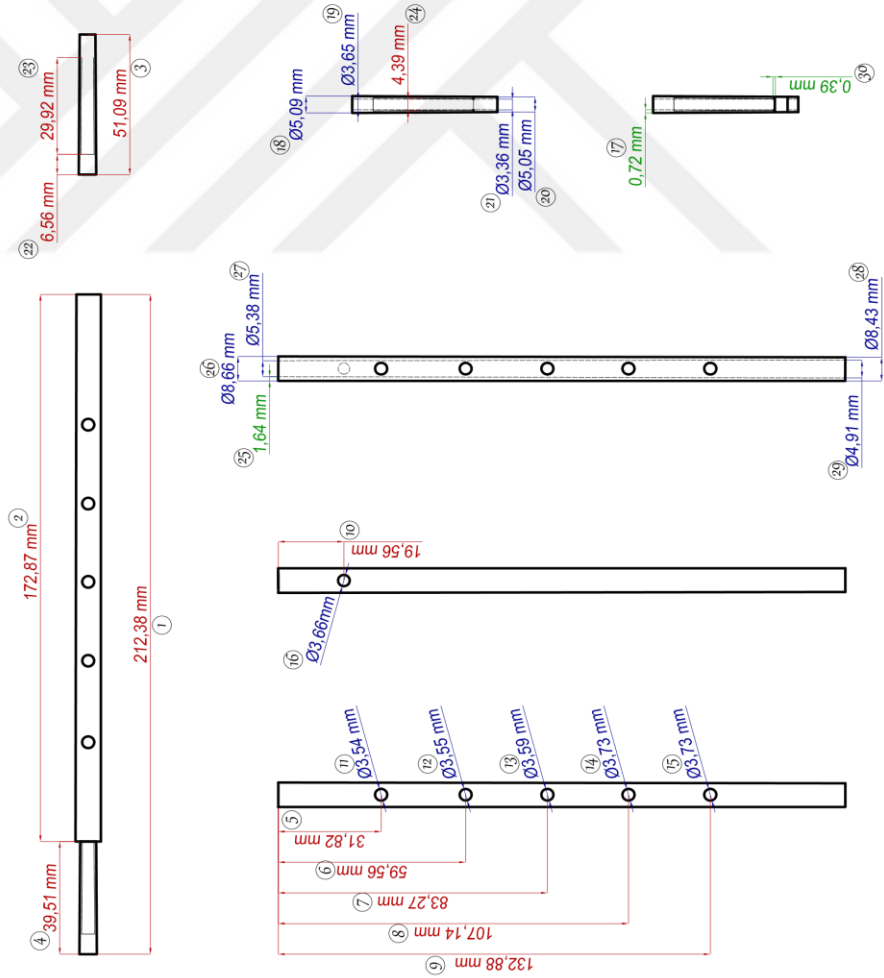 23
29,92 mm
22
6,56 mm
51,09 mm
3
19
Ø3,65 mm
24
4,39 mm
18
Ø5,09 mm
21
Ø3,36 mm
Ø5,05 mm
20
17
0,72 mm
0,39 mm
30
2
172,87 mm
212,38 mm
1
4
39,51 mm
27
Ø5,38 mm
26
Ø8,66 mm
25
1,64 mm
28
Ø8,43 mm
Ø4,91 mm
29
10
19,56 mm
16
Ø3,66mm
11
Ø3,54 mm
12
Ø3,55 mm
13
Ø3,59 mm
14
Ø3,73 mm
15
Ø3,73 mm
5
31,82 mm
6
59,56 mm
7
83,27 mm
8
107,14 mm
9
132,88 mm